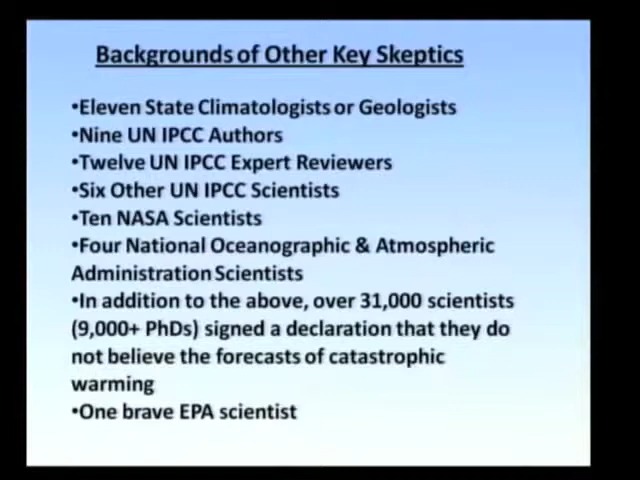 Backgrounds of Other Key Skeptics
•Eleven State Climatologists or Geologists
•Nine UN IPCC Authors
•Twelve UN IPCC Expert Reviewers
•Six Other UN IPCC Scientists
•Ten NASA Scientists
•Four National Oceanographic & Atmospheric
Administration Scientists
•In addition to the above, over 31,000 scientists
(9,000+ PhDs) signed a declaration that they do
not believe the forecasts of catastrophic
warming
•One brave EPA scientist